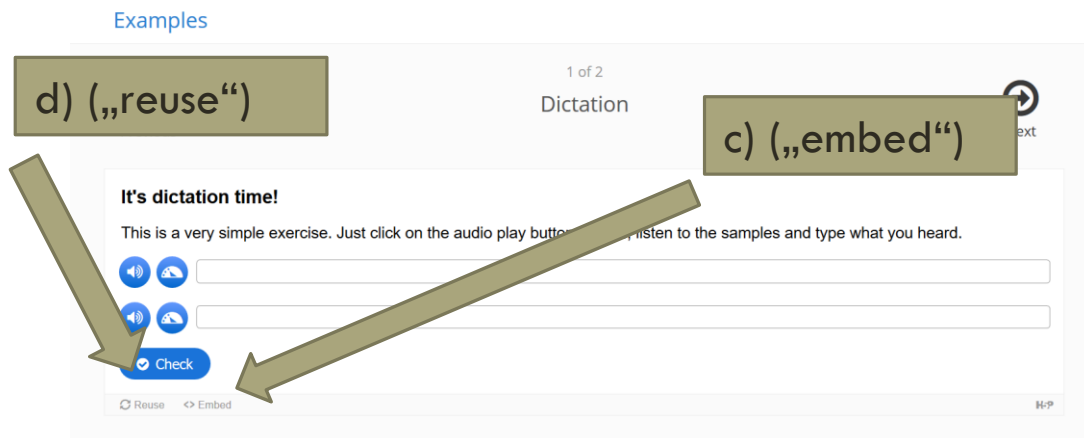 Examples
d) („reuse“)
1 of 2
Dictation
c) („embed“)
ext
It's dictation time!
This is a very simple exercise. Just click on the audio play button listen to the samples and type what you heard.
Check
Reuse <> Embed
H5P